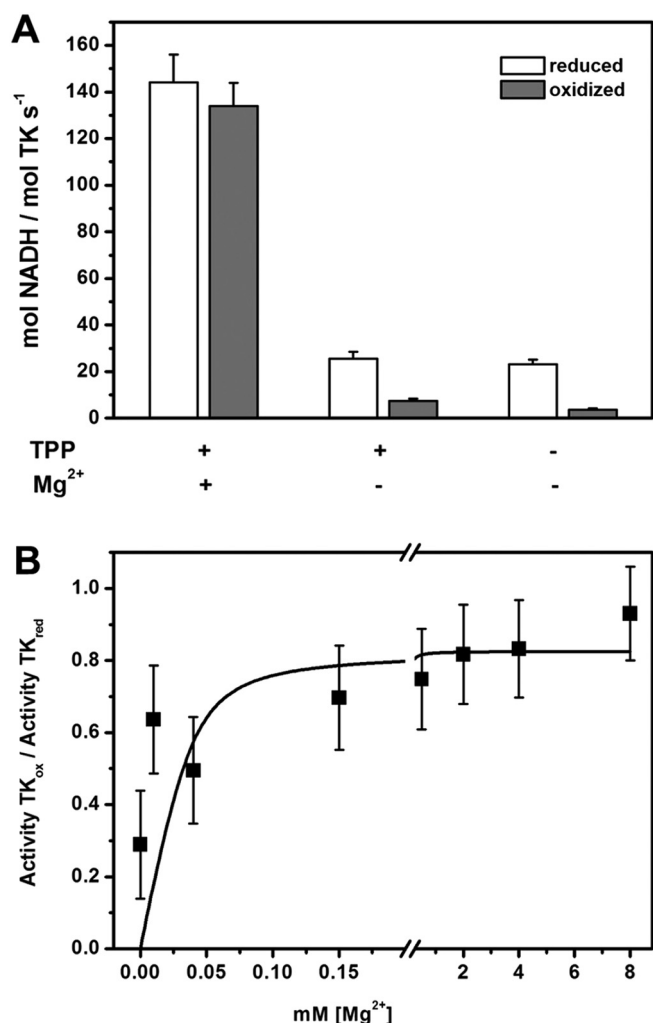 A
mol NADH / mol TK s⁻¹
160
140
120
100
80
60
40
20
0
reduced
oxidized
TPP + + -
Mg²⁺ + - -
B
Activity TKox / Activity TKred
1.0
0.8
0.6
0.4
0.2
0.0
0.00 0.05 0.10 0.15 2 4 6 8
mM [Mg²⁺]